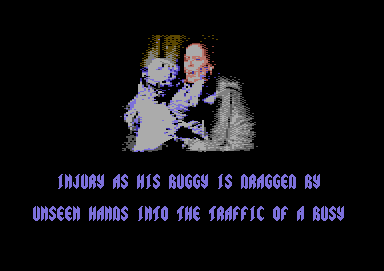 INJURY AS HIS BUGGY IS DRAGGED BY
UNSEEN HANDS INTO THE TRAFFIC OF A BUSY